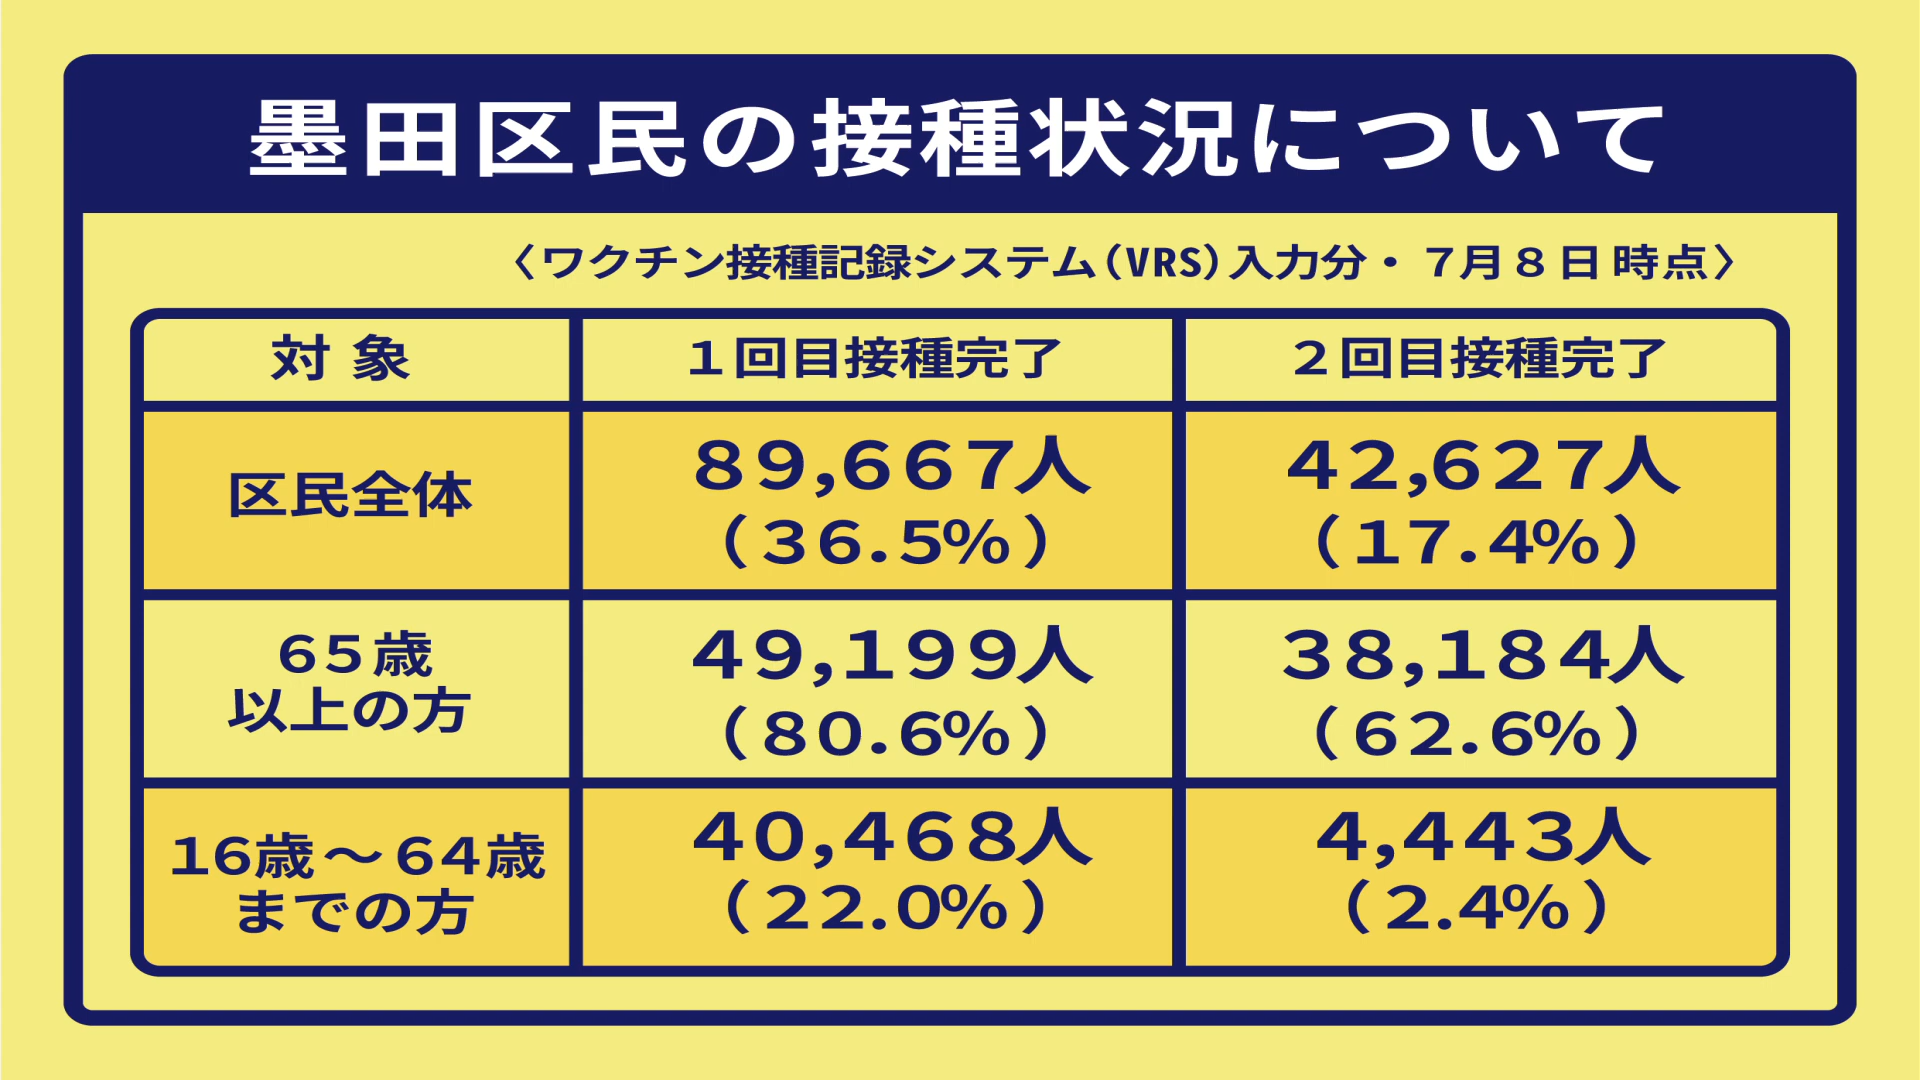 墨田区民の接種状況について
〈ワクチン接種記録システム(VRS)入力分・７月８日時点〉
対象 １回目接種完了 ２回目接種完了
区民全体 ８９,６６７人 ４２,６２７人
（３６.５％） （１７.４％）
６５歳
以上の方 ４９,１９９人 ３８,１８４人
（８０.６％） （６２.６％）
１６歳～６４歳
までの方 ４０,４６８人 ４,４４３人
（２２.０％） （２.４％）